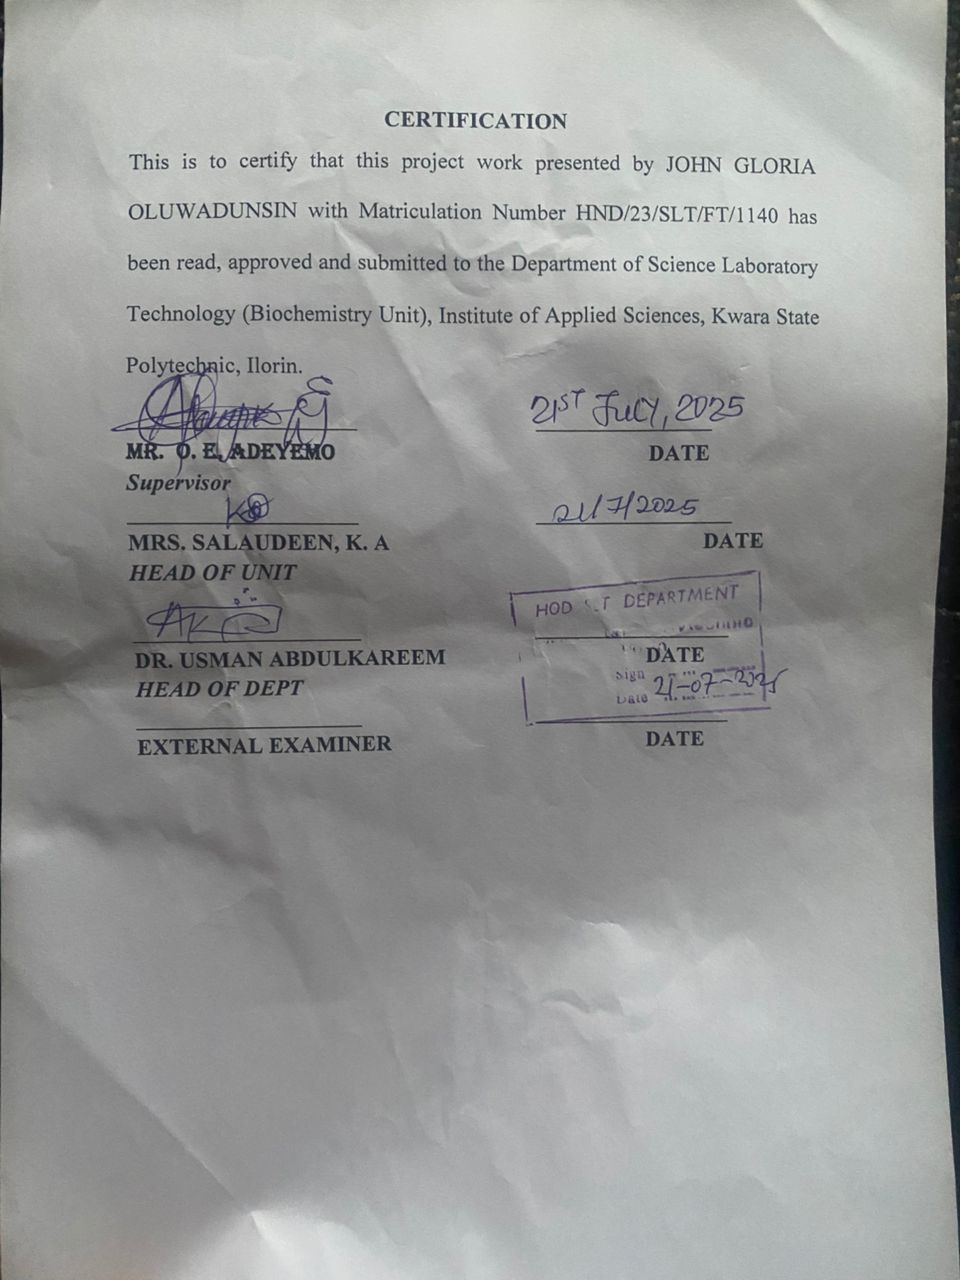 CERTIFICATION
This is to certify that this project work presented by JOHN GLORIA
OLUWADUNSIN with Matriculation Number HND/23/SLT/FT/1140 has
been read, approved and submitted to the Department of Science Laboratory
Technology (Biochemistry Unit), Institute of Applied Sciences, Kwara State
Polytechnic, Ilorin.
21ST JULY, 2025
MR. O. E. ADEYEMO
DATE
Supervisor
21/7/2025
MRS. SALAUDEEN, K. A
DATE
HEAD OF UNIT
HOD DEPARTMENT
DR. USMAN ABDULKAREEM
DATE
HEAD OF DEPT
Sign
Date 21-07-2025
EXTERNAL EXAMINER
DATE